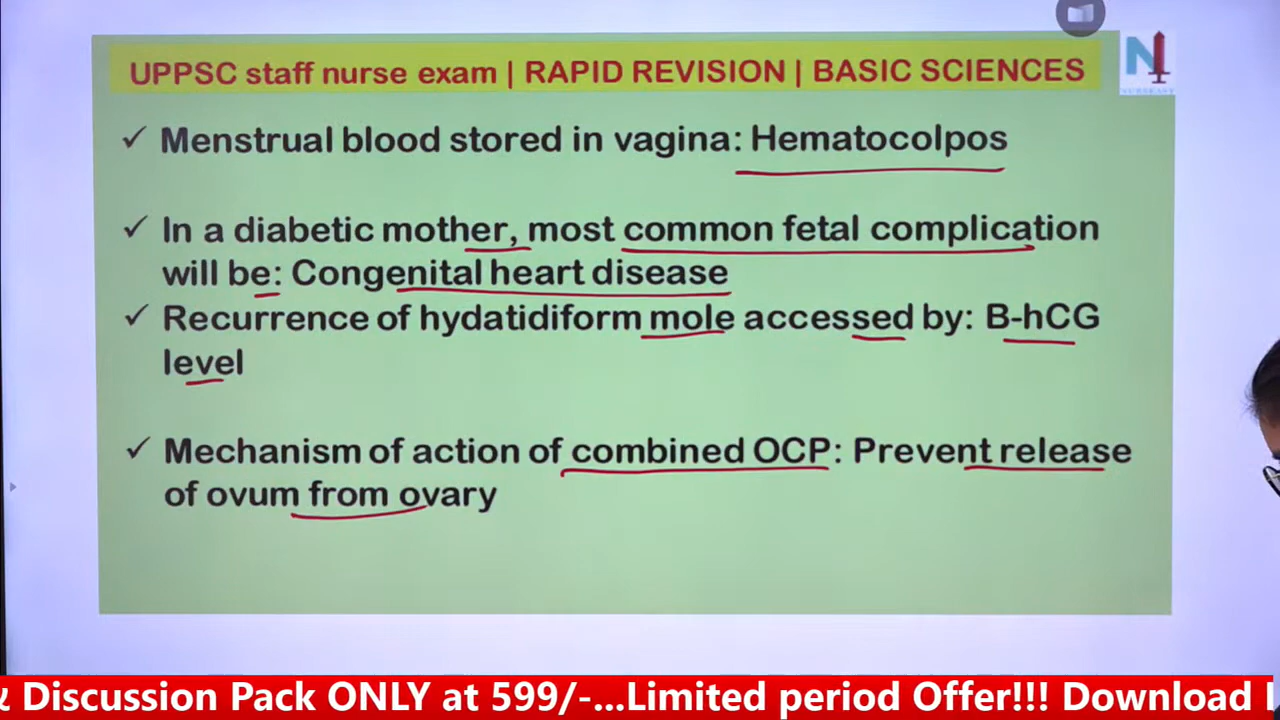 UPPSC staff nurse exam | RAPID REVISION | BASIC SCIENCES
✓ Menstrual blood stored in vagina: Hematocolpos
✓ In a diabetic mother, most common fetal complication
will be: Congenital heart disease
✓ Recurrence of hydatidiform mole accessed by: B-hCG
level
✓ Mechanism of action of combined OCP: Prevent release
of ovum from ovary
& Discussion Pack ONLY at 599/-...Limited period Offer!!! Download